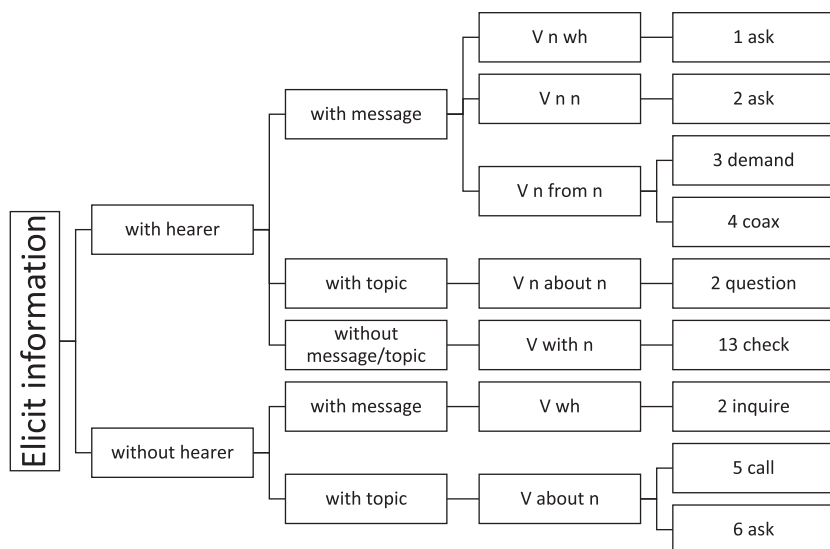 Elicit information
with hearer
with message
V n wh
1 ask
V n n
2 ask
V n from n
3 demand
4 coax
with topic
V n about n
2 question
without
message/topic
V with n
13 check
without hearer
with message
V wh
2 inquire
with topic
V about n
5 call
6 ask